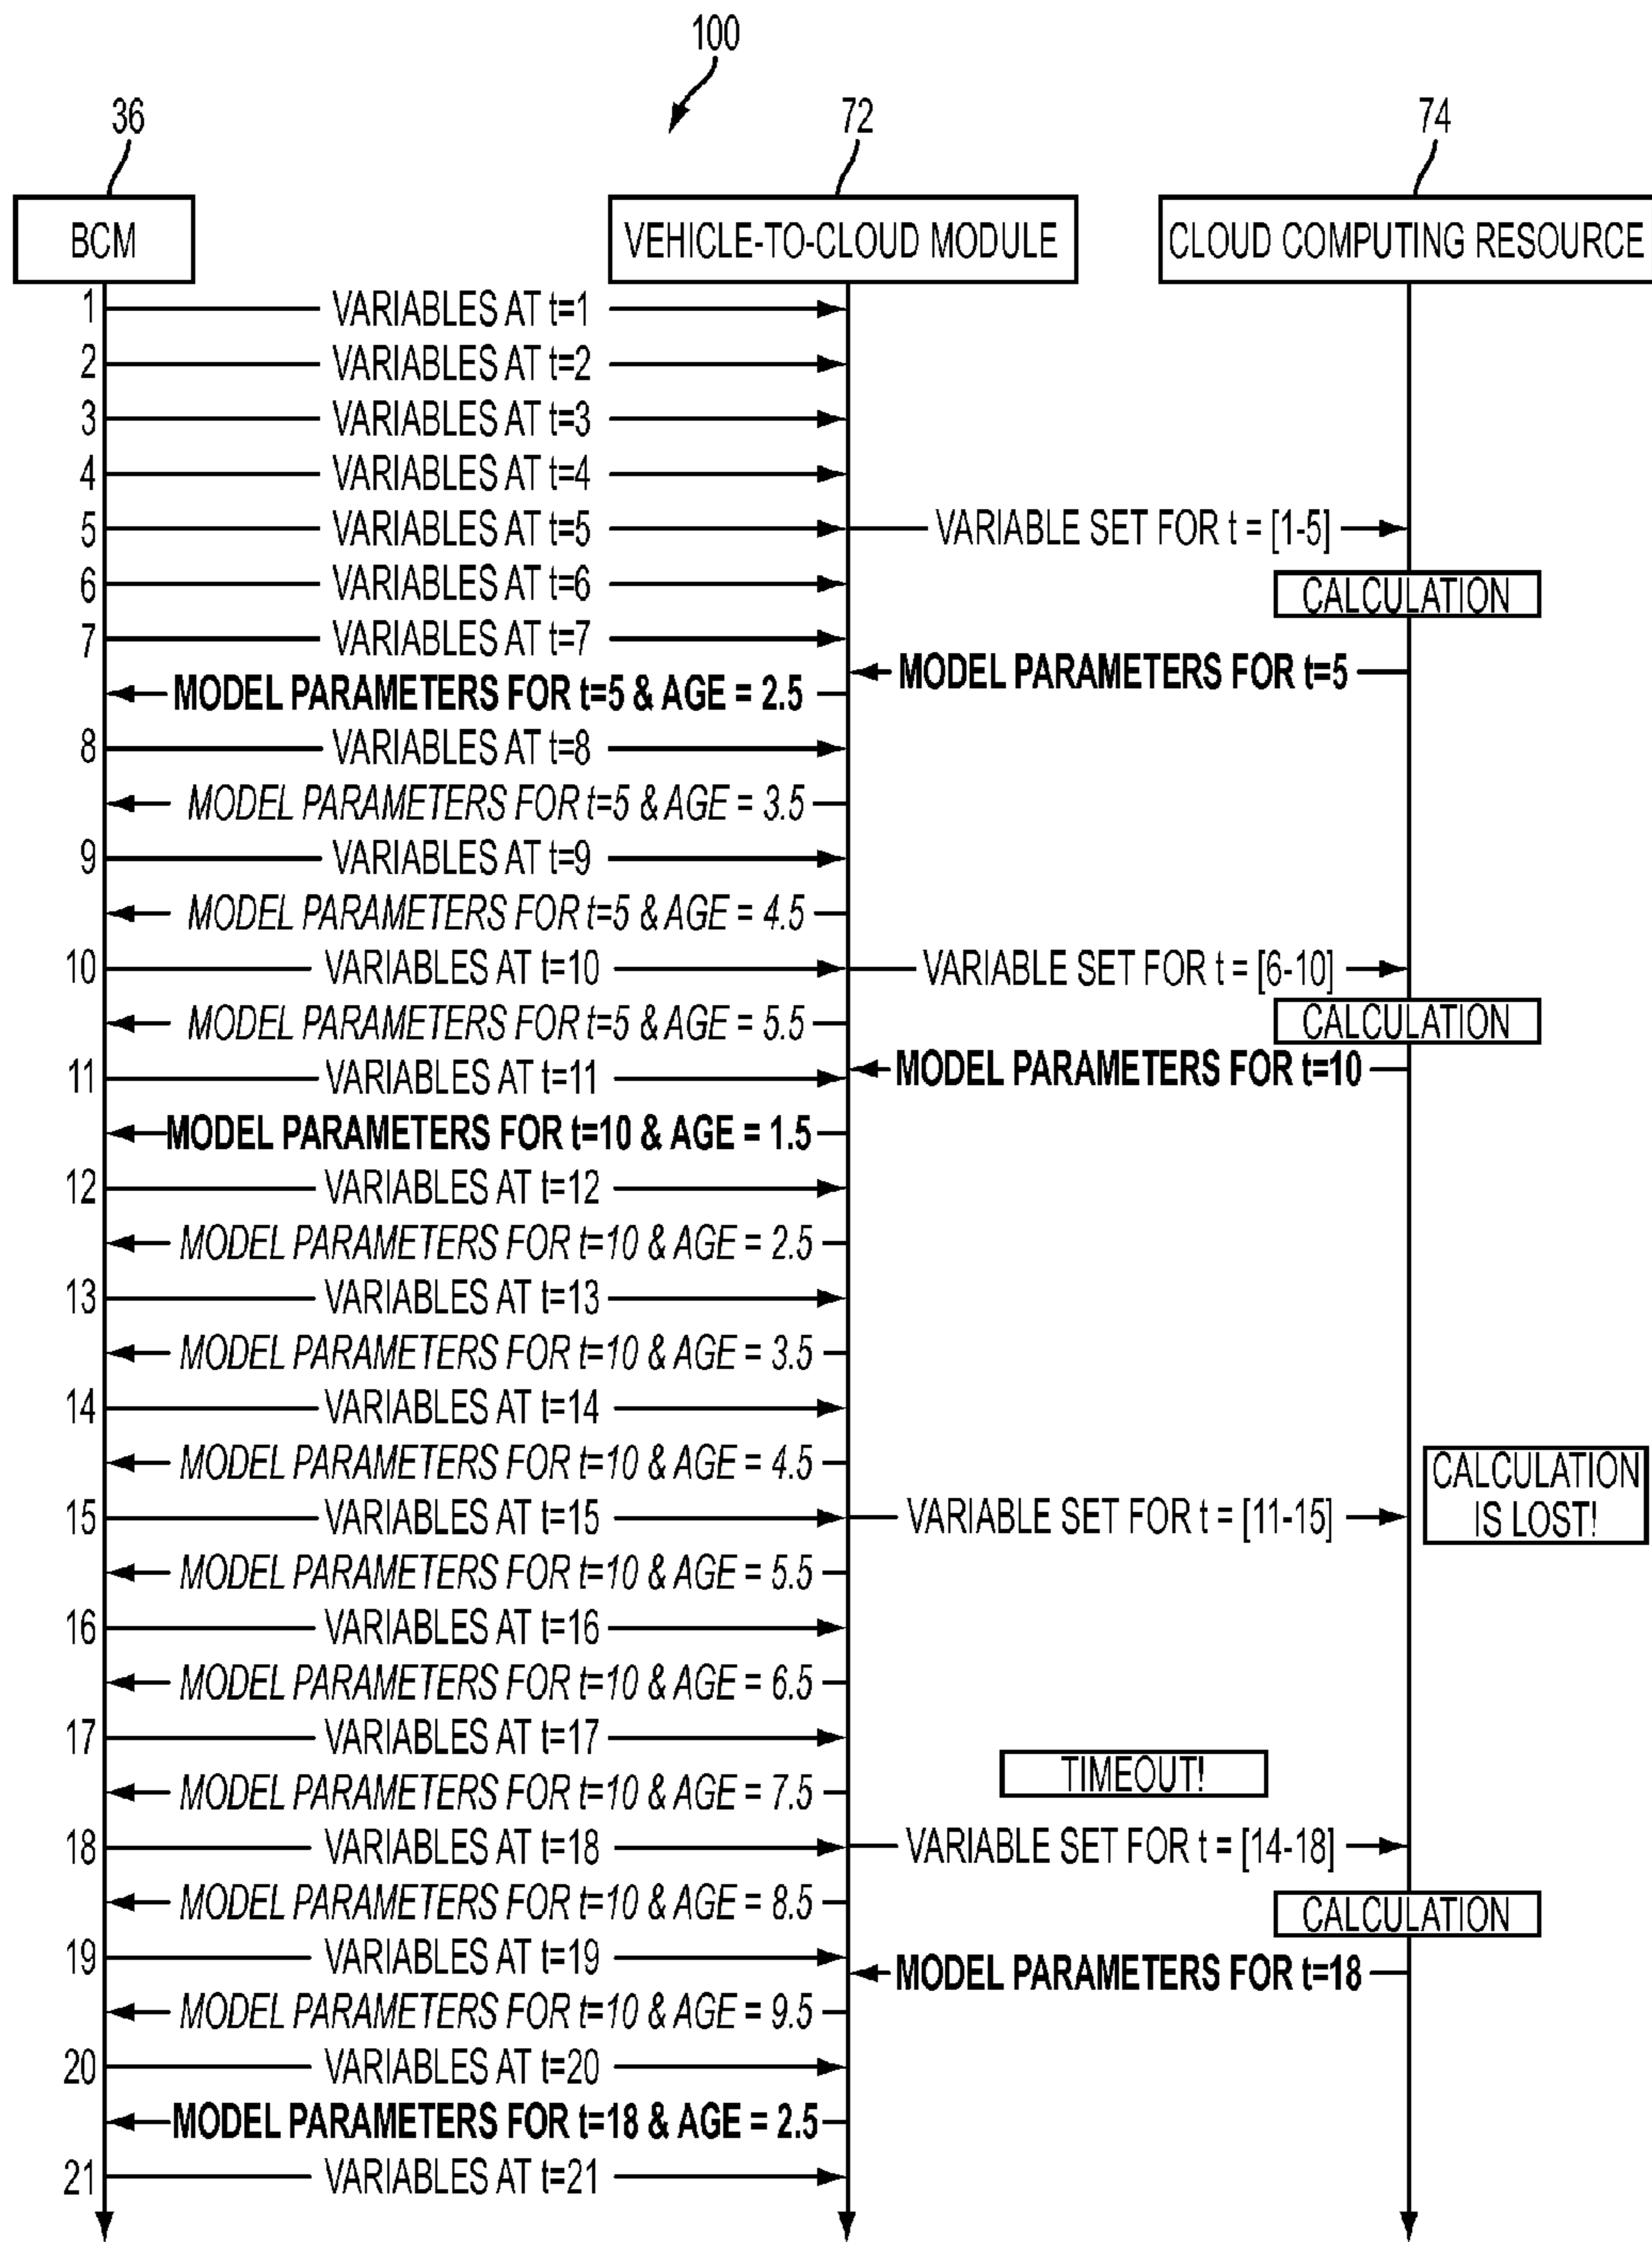 100
36
72
74
BCM
VEHICLE-TO-CLOUD MODULE
CLOUD COMPUTING RESOURCE
1 VARIABLES AT t=1
2 VARIABLES AT t=2
3 VARIABLES AT t=3
4 VARIABLES AT t=4
5 VARIABLES AT t=5 VARIABLE SET FOR t = [1-5]
6 VARIABLES AT t=6 CALCULATION
7 VARIABLES AT t=7
MODEL PARAMETERS FOR t=5
MODEL PARAMETERS FOR t=5 & AGE = 2.5
8 VARIABLES AT t=8
MODEL PARAMETERS FOR t=5 & AGE = 3.5
9 VARIABLES AT t=9
MODEL PARAMETERS FOR t=5 & AGE = 4.5
10 VARIABLES AT t=10 VARIABLE SET FOR t = [6-10]
MODEL PARAMETERS FOR t=5 & AGE = 5.5 CALCULATION
11 VARIABLES AT t=11 MODEL PARAMETERS FOR t=10
MODEL PARAMETERS FOR t=10 & AGE = 1.5
12 VARIABLES AT t=12
MODEL PARAMETERS FOR t=10 & AGE = 2.5
13 VARIABLES AT t=13
MODEL PARAMETERS FOR t=10 & AGE = 3.5
14 VARIABLES AT t=14
MODEL PARAMETERS FOR t=10 & AGE = 4.5
CALCULATION
IS LOST!
15 VARIABLES AT t=15 VARIABLE SET FOR t = [11-15]
MODEL PARAMETERS FOR t=10 & AGE = 5.5
16 VARIABLES AT t=16
MODEL PARAMETERS FOR t=10 & AGE = 6.5
17 VARIABLES AT t=17
TIMEOUT!
MODEL PARAMETERS FOR t=10 & AGE = 7.5
18 VARIABLES AT t=18 VARIABLE SET FOR t = [14-18]
MODEL PARAMETERS FOR t=10 & AGE = 8.5 CALCULATION
19 VARIABLES AT t=19 MODEL PARAMETERS FOR t=18
MODEL PARAMETERS FOR t=10 & AGE = 9.5
20 VARIABLES AT t=20
MODEL PARAMETERS FOR t=18 & AGE = 2.5
21 VARIABLES AT t=21